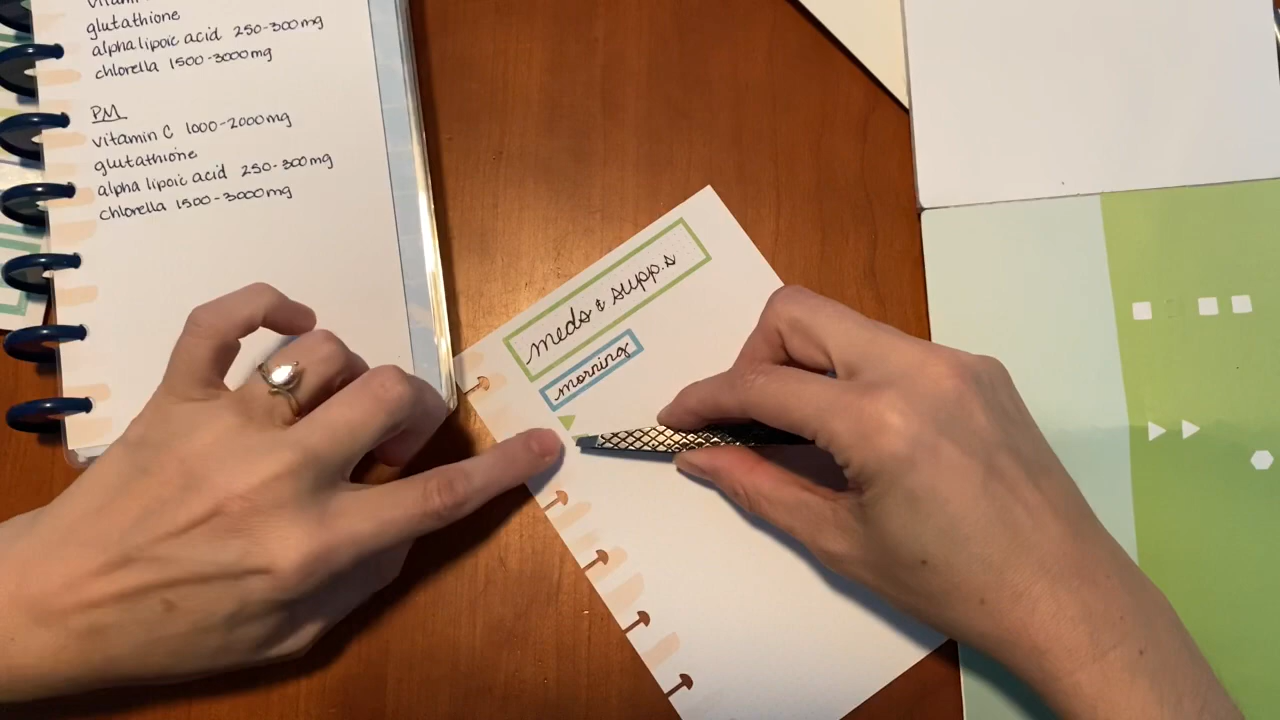 glutathione
alpha lipoic acid 250-300mg
chlorella 1500-3000mg
PM
vitamin C 1000-2000mg
glutathione
alpha lipoic acid 250-300mg
chlorella 1500-3000mg
meds & supp.s
morning